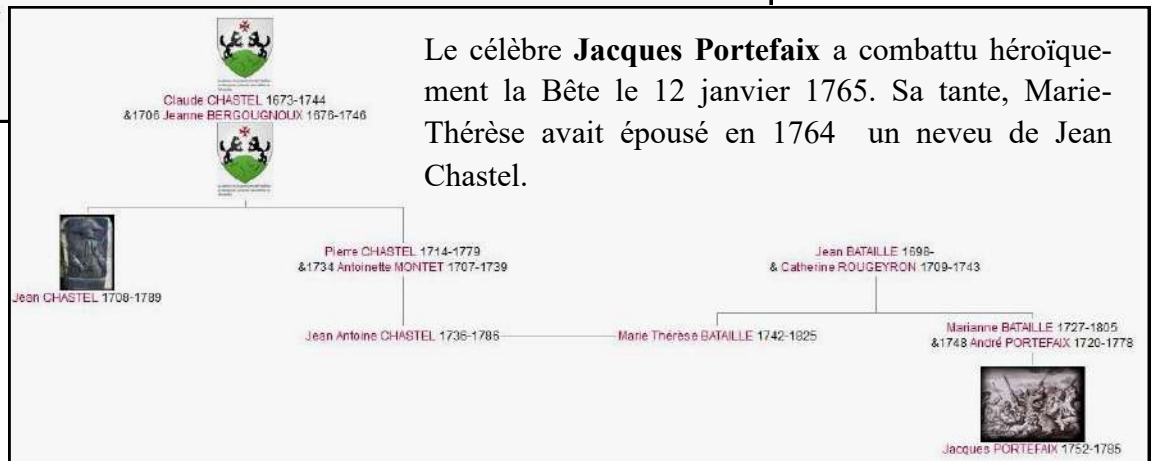 Le célèbre Jacques Portefaix a combattu héroïque-
ment la Bête le 12 janvier 1765. Sa tante, Marie-
Thérèse avait épousé en 1764 un neveu de Jean
Chastel.
Claude CHASTEL 1673-1744
&1706 Jeanne BERGOUGNOUX 1676-1746
Jean CHASTEL 1708-1789
Pierre CHASTEL 1714-1779
&1734 Antoinette MONTET 1707-1739
Jean BATAILLE 1698-
& Catherine ROUGEYRON 1709-1743
Jean Antoine CHASTEL 1736-1786
Marie Thérèse BATAILLE 1742-1825
Marianne BATAILLE 1727-1805
&1748 André PORTEFAIX 1720-1778
Jacques PORTEFAIX 1752-1785